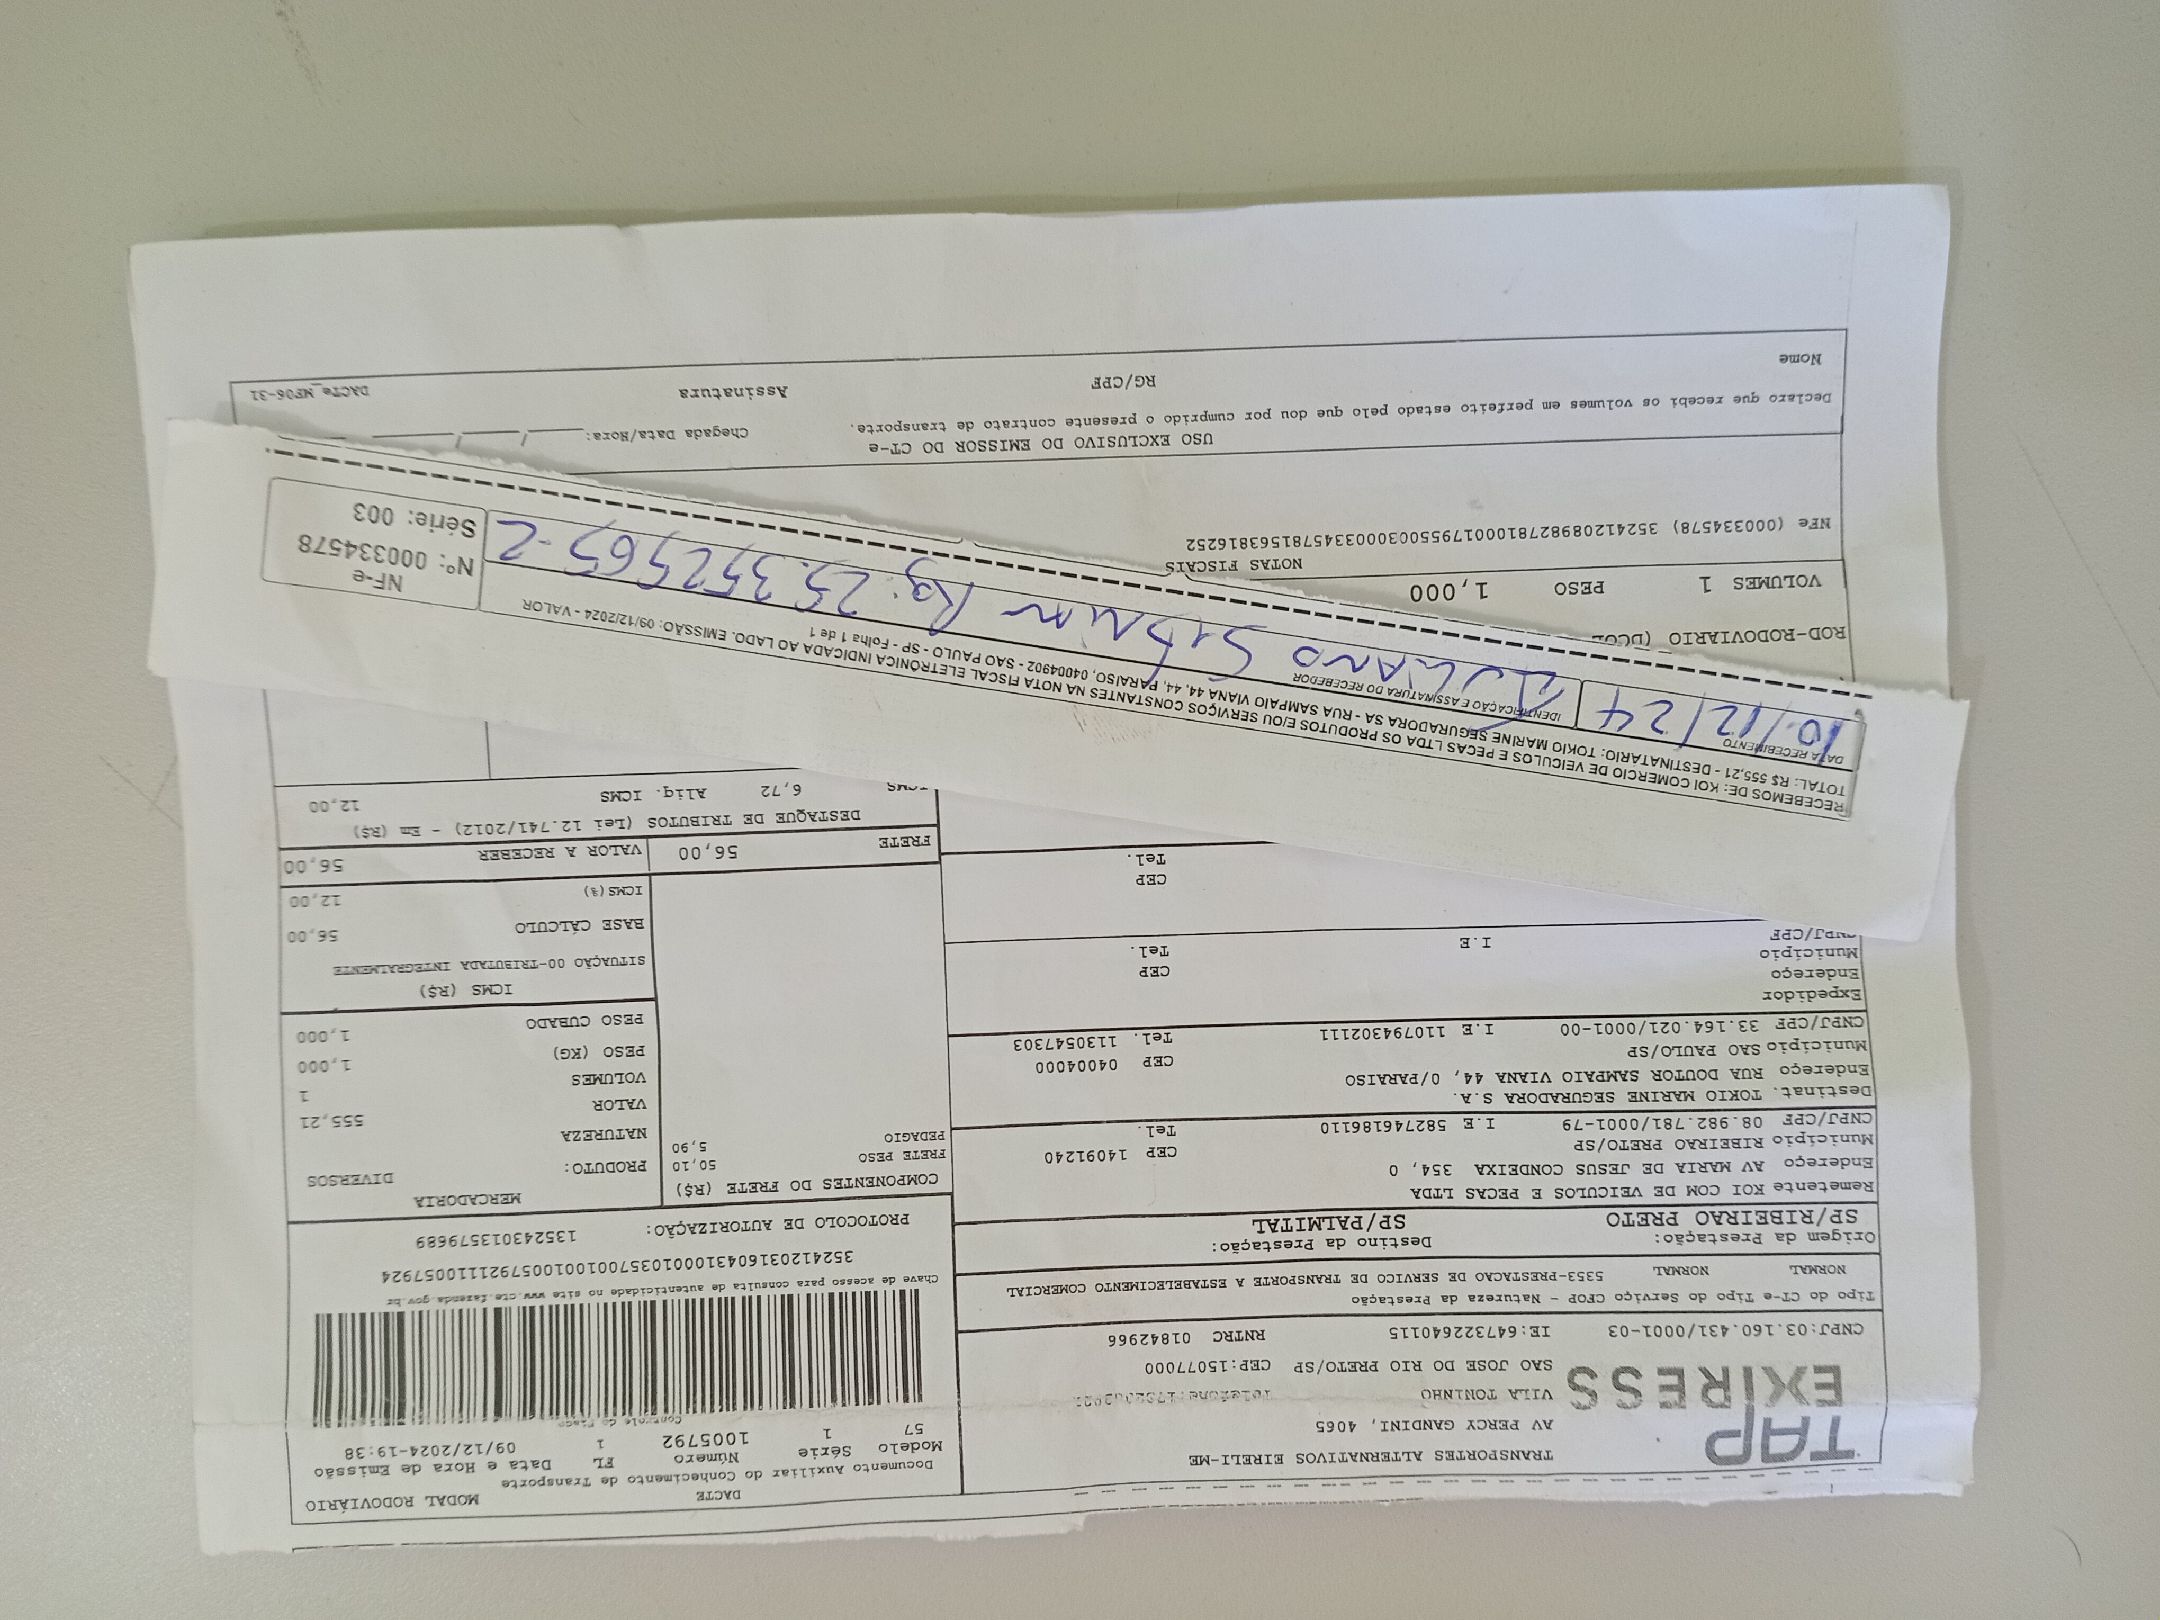 DACTE
MODAL RODOVIÁRIO
Documento Auxiliar do Conhecimento de Transporte
Modelo Série Número FL Data e Hora de Emissão
57 1 1005792 1 09/12/2024-19:38
Controle do Fisco
TAP
EXIRESS
TRANSPORTES ALTERNATIVOS EIRELI-ME
AV PERCY GANDINI, 4065
VILA TONINHO
SAO JOSE DO RIO PRETO/SP CEP:15077000
CNPJ:03.160.431/0001-03 IE:647322640115 RNTRC 01842966
Tipo do CT-e Tipo do Serviço CFOP - Natureza da Prestação
NORMAL NORMAL 5353-PRESTACAO DE SERVICO DE TRANSPORTE A ESTABELECIMENTO COMERCIAL
Chave de acesso para consulta de autenticidade no site www.cte.fazenda.gov.br
35241203160431000103570010010057921110057924
PROTOCOLO DE AUTORIZAÇÃO: 135243013579689
Origem da Prestação: Destino da Prestação:
SP/RIBEIRAO PRETO SP/PALMITAL
Remetente KOI COM DE VEICULOS E PECAS LTDA
Endereço AV MARIA DE JESUS CONDEIXA 354, 0
Município RIBEIRAO PRETO/SP CEP 14091240
CNPJ/CPF 08.982.781/0001-79 I.E 582746186110 Tel.
Destinat. TOKIO MARINE SEGURADORA S.A.
Endereço RUA DOUTOR SAMPAIO VIANA 44, 0/PARAISO
Município SAO PAULO/SP CEP 04004000
CNPJ/CPF 33.164.021/0001-00 I.E 110794302111 Tel. 1130547303
Expedidor
Endereço
Município CEP
CNPJ/CPF I.E Tel.
CEP
Tel.
COMPONENTES DO FRETE (R$)
FRETE PESO 50,10
PEDAGIO 5,90
MERCADORIA
PRODUTO: DIVERSOS
NATUREZA
VALOR 555,21
VOLUMES 1
PESO (KG) 1,000
PESO CUBADO 1,000
ICMS (R$)
SITUAÇÃO 00-TRIBUTADA INTEGRALMENTE
BASE CÁLCULO 56,00
ICMS(%) 12,00
FRETE 56,00 VALOR A RECEBER 56,00
DESTAQUE DE TRIBUTOS (Lei 12.741/2012) - Em (R$)
ICMS 6,72 Aliq. ICMS 12,00
RECEBEMOS DE: KOI COMERCIO DE VEICULOS E PECAS LTDA OS PRODUTOS E/OU SERVIÇOS CONSTANTES NA NOTA FISCAL ELETRÔNICA INDICADA AO LADO. EMISSÃO: 09/12/2024 - VALOR
TOTAL: R$ 555,21 - DESTINATARIO: TOKIO MARINE SEGURADORA SA - RUA SAMPAIO VIANA 44, 44, PARAISO, 04004902 - SAO PAULO - SP - Folha 1 de 1
DATA RECEBIMENTO
10/12/24
IDENTIFICAÇÃO E ASSINATURA DO RECEBEDOR
Rg: 25.352565-2
NF-e
Nº: 000334578
Série: 003
ROD-RODOVIARIO
VOLUMES 1 PESO 1,000
NOTAS FISCAIS
NFe (000334578) 35241208982781000179550030003345781563816252
USO EXCLUSIVO DO EMISSOR DO CT-e
Declaro que recebi os volumes em perfeito estado pelo que dou por cumprido o presente contrato de transporte.
Chegada Data/Hora: / /
Nome RG/CPF Assinatura
DACTe_MF06-31